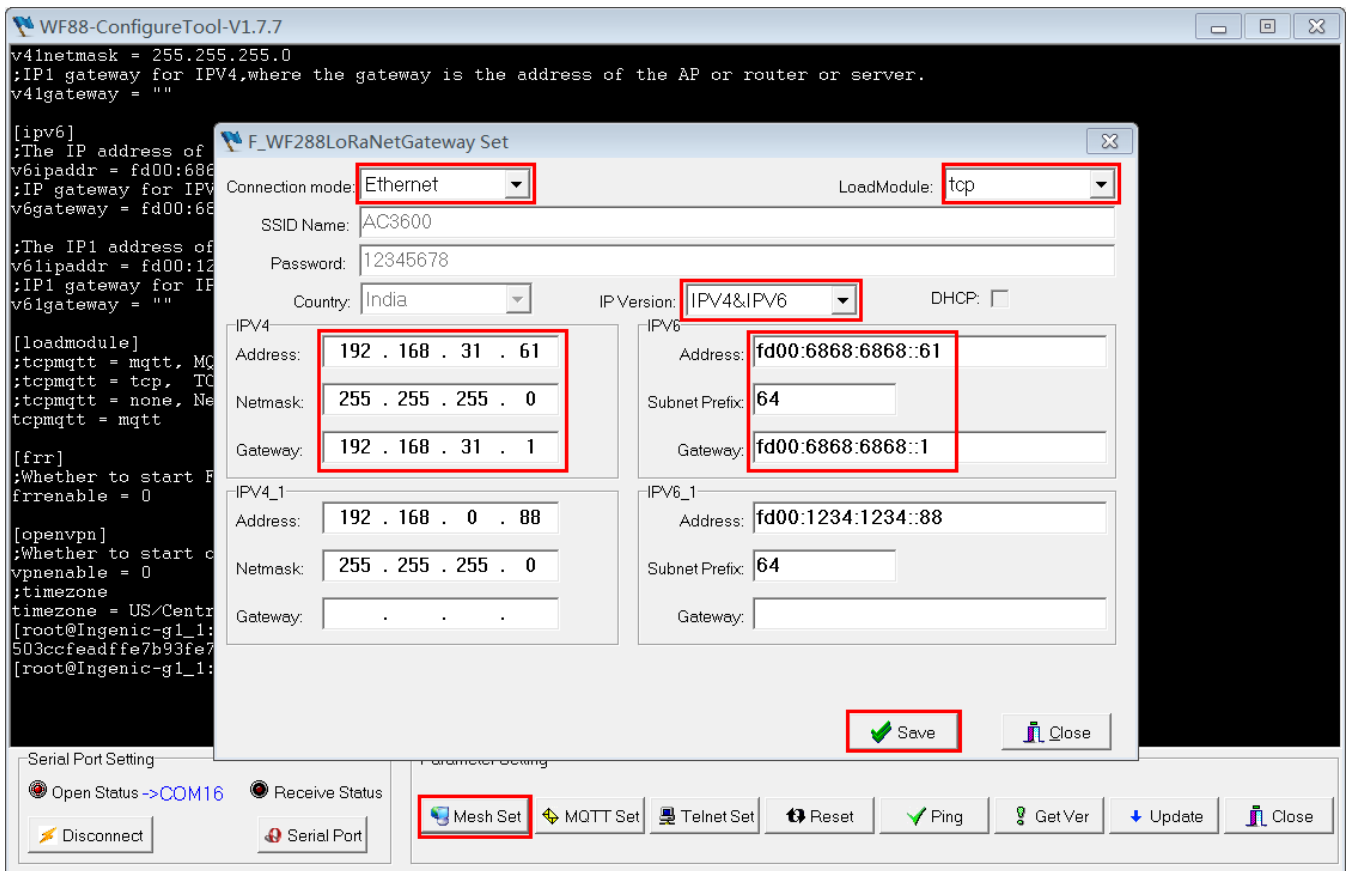 WF88-ConfigureTool-V1.7.7
v41netmask = 255.255.255.0
;IP1 gateway for IPV4,where the gateway is the address of the AP or router or server.
v41gateway = ""
[ipv6]
;The IP address of
v6ipaddr = fd00:686
;IP gateway for IPV
v6gateway = fd00:68
;The IP1 address of
v61ipaddr = fd00:12
;IP1 gateway for IP
v61gateway = ""
[loadmodule]
;tcpmqtt = mqtt, MQ
;tcpmqtt = tcp, TC
;tcpmqtt = none, Ne
tcpmqtt = mqtt
[frr]
;Whether to start F
frrenable = 0
[openvpn]
;Whether to start o
vpnenable = 0
;timezone
timezone = US/Centr
[root@Ingenic-g1_1:
503ccfeadffe7b93fe7
[root@Ingenic-g1_1:
F_WF288LoRaNetGateway Set
Connection mode: Ethernet LoadModule: tcp
SSID Name: AC3600
Password: 12345678
Country: India IP Version: IPV4&IPV6 DHCP:
IPV4
Address: 192 . 168 . 31 . 61
Netmask: 255 . 255 . 255 . 0
Gateway: 192 . 168 . 31 . 1
IPV6
Address: fd00:6868:6868::61
Subnet Prefix: 64
Gateway: fd00:6868:6868::1
IPV4_1
Address: 192 . 168 . 0 . 88
Netmask: 255 . 255 . 255 . 0
Gateway: . . .
IPV6_1
Address: fd00:1234:1234::88
Subnet Prefix: 64
Gateway:
Save Close
Serial Port Setting
Open Status ->COM16 Receive Status
Disconnect Serial Port
Parameter Setting
Mesh Set MQTT Set Telnet Set Reset Ping Get Ver Update Close